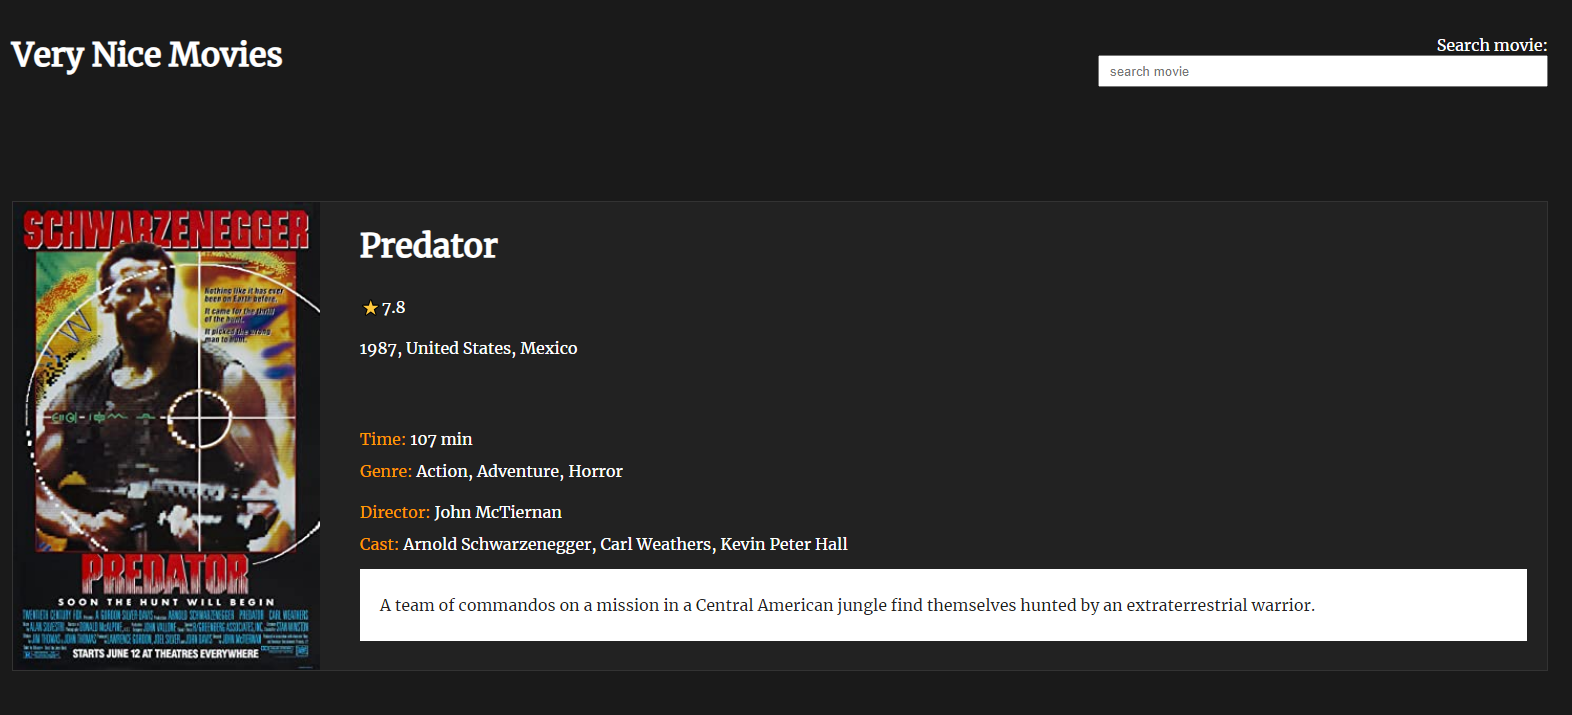 Very Nice Movies
Search movie:
search movie
SCHWARZENEGGER
Nothing like it has ever
been on Earth before.
It came for the thrill
of the hunt.
It picked the wrong
man to hunt.
PREDATOR
SOON THE HUNT WILL BEGIN
STARTS JUNE 12 AT THEATRES EVERYWHERE
Predator
★ 7.8
1987, United States, Mexico
Time: 107 min
Genre: Action, Adventure, Horror
Director: John McTiernan
Cast: Arnold Schwarzenegger, Carl Weathers, Kevin Peter Hall
A team of commandos on a mission in a Central American jungle find themselves hunted by an extraterrestrial warrior.